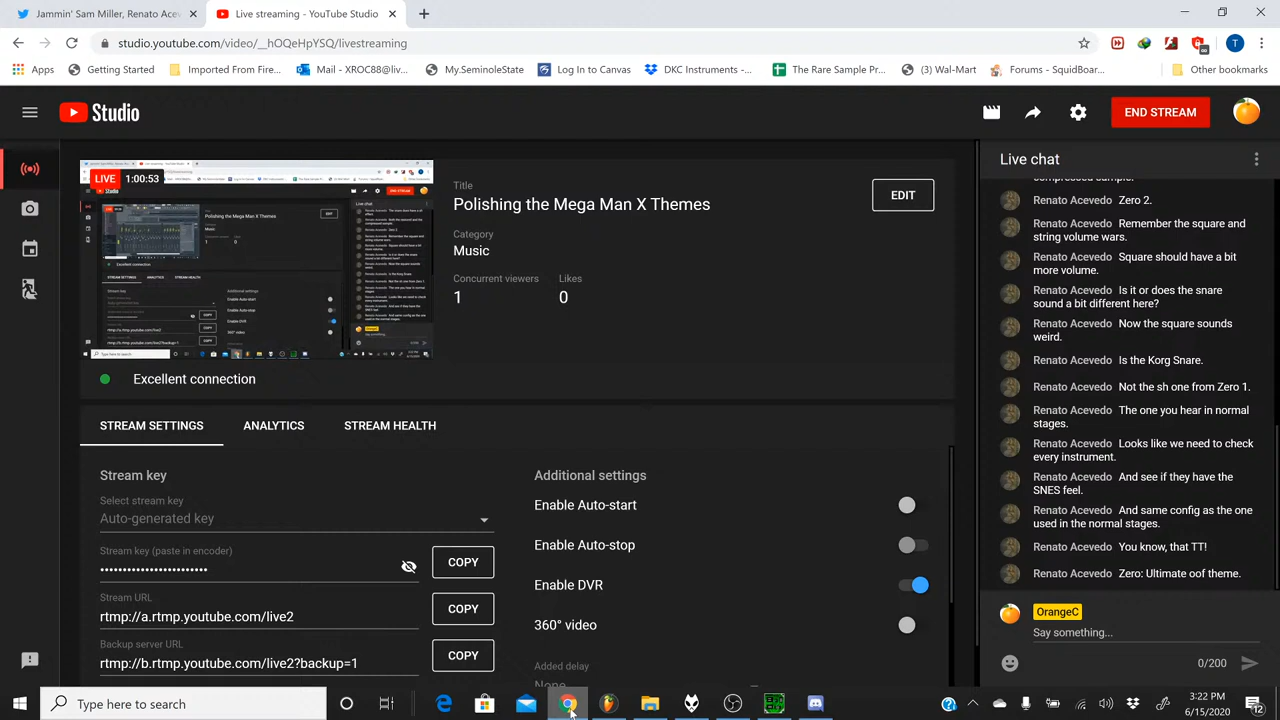 Jammin' Sam Miller, Renato Acev
Live streaming - YouTube Studio
studio.youtube.com/video/__hOQeHpYSQ/livestreaming
T
Apps
Getting Started
Imported From Fire...
Mail - XROC88@liv...
My.SeminoleState
Log In to Canvas
DKC Instruments -...
The Rare Sample Pr...
(3) Wal-Mart
Forums - SquidBoar...
Other bookmarks
Studio
END STREAM
LIVE
1:00:53
Title
Polishing the Mega Man X Themes
EDIT
Category
Music
Concurrent viewers
Likes
1
0
Excellent connection
STREAM SETTINGS
ANALYTICS
STREAM HEALTH
Stream key
Select stream key
Auto-generated key
Stream key (paste in encoder)
••••••••••••••••••••••
COPY
Stream URL
rtmp://a.rtmp.youtube.com/live2
COPY
Backup server URL
rtmp://b.rtmp.youtube.com/live2?backup=1
COPY
Additional settings
Enable Auto-start
Enable Auto-stop
Enable DVR
360° video
Added delay
None
Live chat
compressed sample.
Renato Acevedo Zero 2.
Renato Acevedo Remember the square and
string volume wars.
Renato Acevedo Square should have a bit
more volume.
Renato Acevedo Is it or does the snare
sound a bit different here?
Renato Acevedo Now the square sounds
weird.
Renato Acevedo Is the Korg Snare.
Renato Acevedo Not the sh one from Zero 1.
Renato Acevedo The one you hear in normal
stages.
Renato Acevedo Looks like we need to check
every instrument.
Renato Acevedo And see if they have the
SNES feel.
Renato Acevedo And same config as the one
used in the normal stages.
Renato Acevedo You know, that TT!
Renato Acevedo Zero: Ultimate oof theme.
OrangeC
Say something...
0/200
Type here to search
3:22 PM
6/15/2020